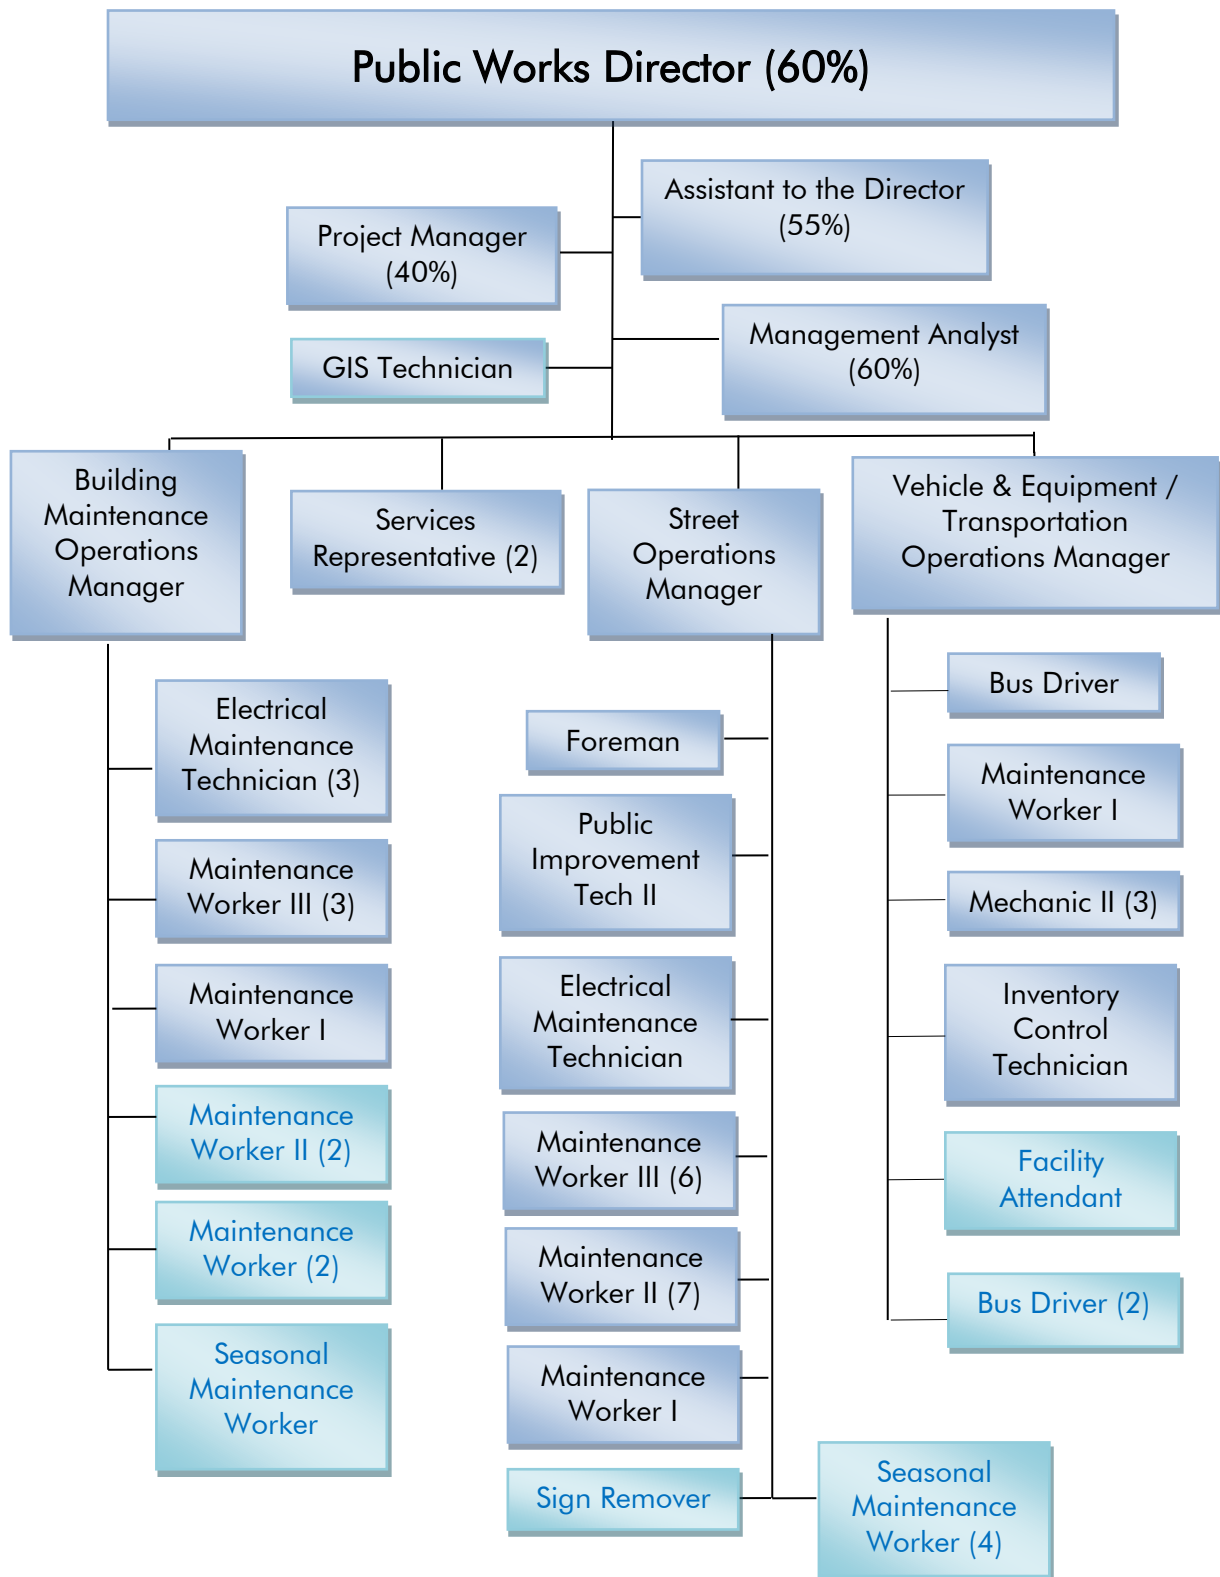 Public Works Director (60%)
Assistant to the Director
(55%)
Project Manager
(40%)
Management Analyst
(60%)
GIS Technician
Building
Maintenance
Operations
Manager
Services
Representative (2)
Street
Operations
Manager
Vehicle & Equipment /
Transportation
Operations Manager
Electrical
Maintenance
Technician (3)
Maintenance
Worker III (3)
Maintenance
Worker I
Maintenance
Worker II (2)
Maintenance
Worker (2)
Seasonal
Maintenance
Worker
Foreman
Public
Improvement
Tech II
Electrical
Maintenance
Technician
Maintenance
Worker III (6)
Maintenance
Worker II (7)
Maintenance
Worker I
Sign Remover
Seasonal
Maintenance
Worker (4)
Bus Driver
Maintenance
Worker I
Mechanic II (3)
Inventory
Control
Technician
Facility
Attendant
Bus Driver (2)